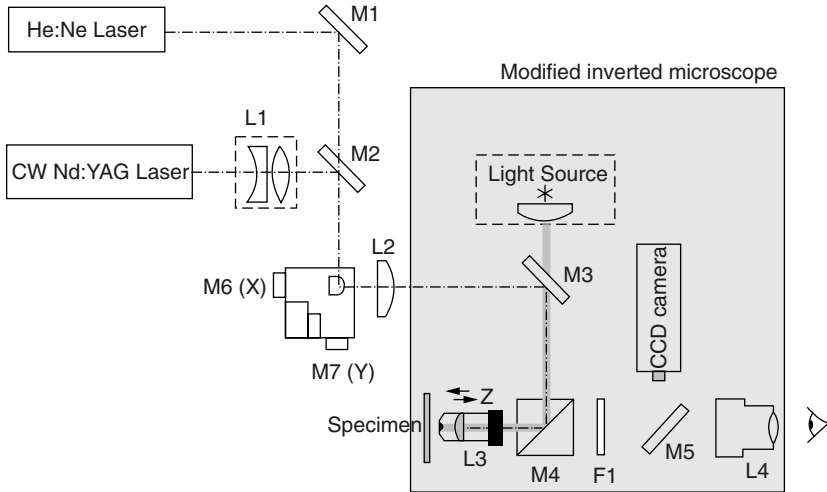 He:Ne Laser
M1
Modified inverted microscope
L1
M2
CW Nd:YAG Laser
Light Source
L2
M3
M6 (X)
CCD camera
M7 (Y)
Z
Specimen
L3
M4
F1
M5
L4